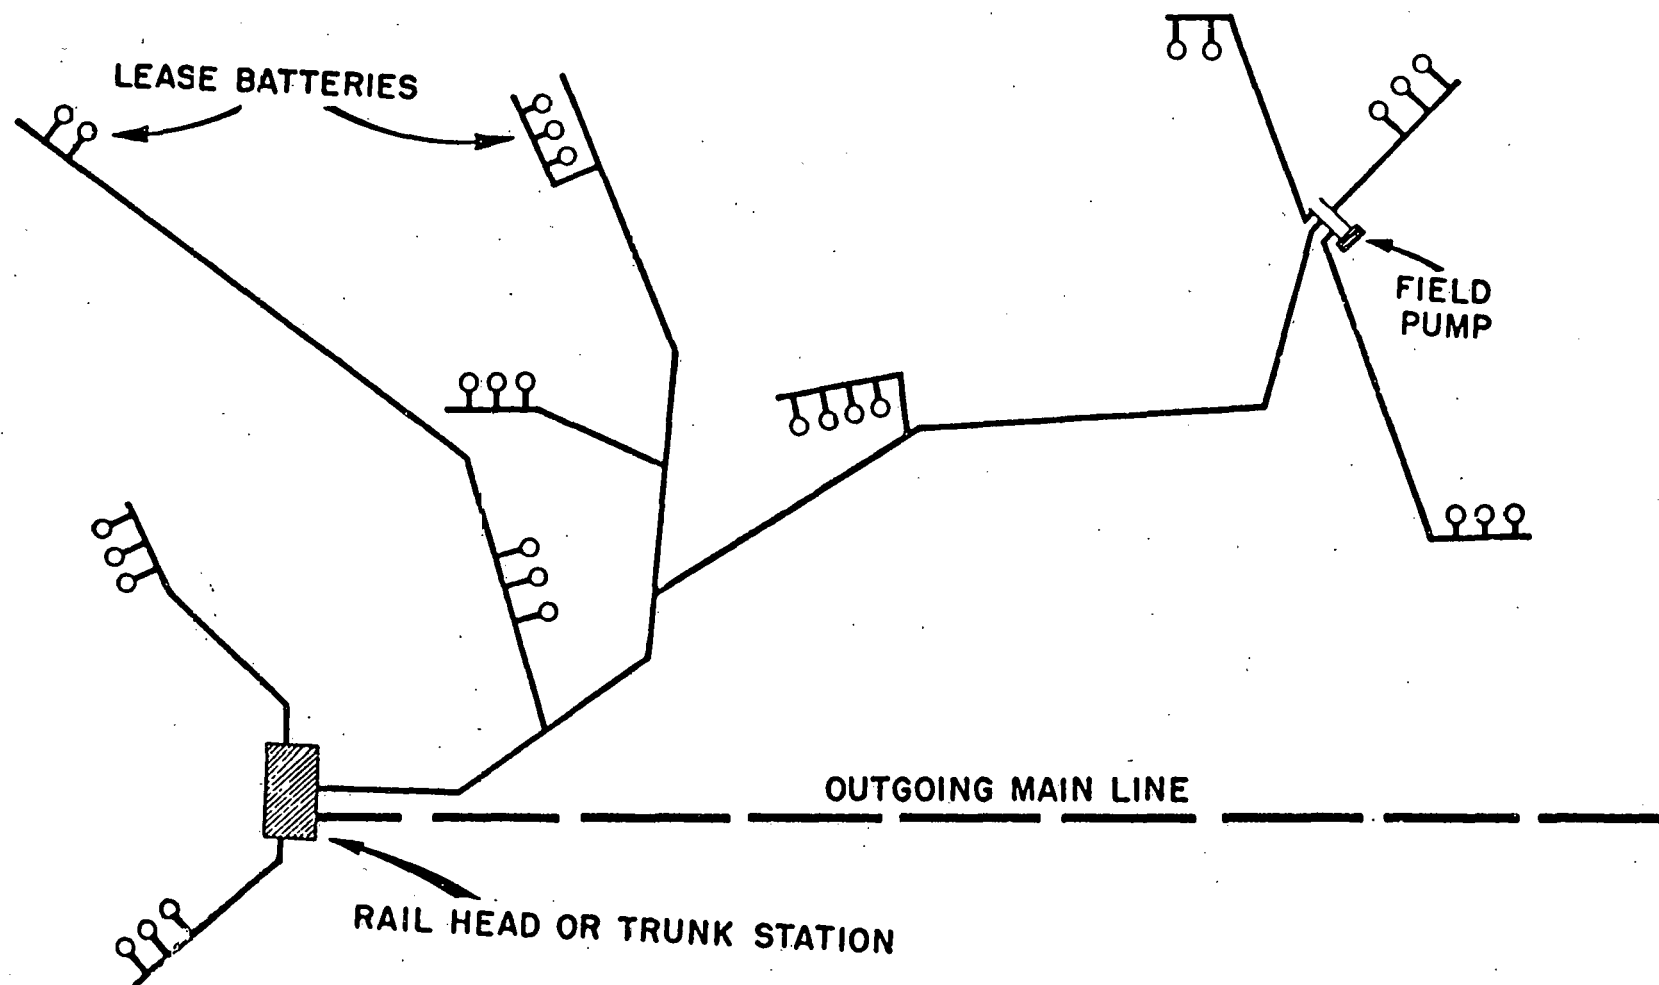 LEASE BATTERIES
FIELD
PUMP
OUTGOING MAIN LINE
RAIL HEAD OR TRUNK STATION